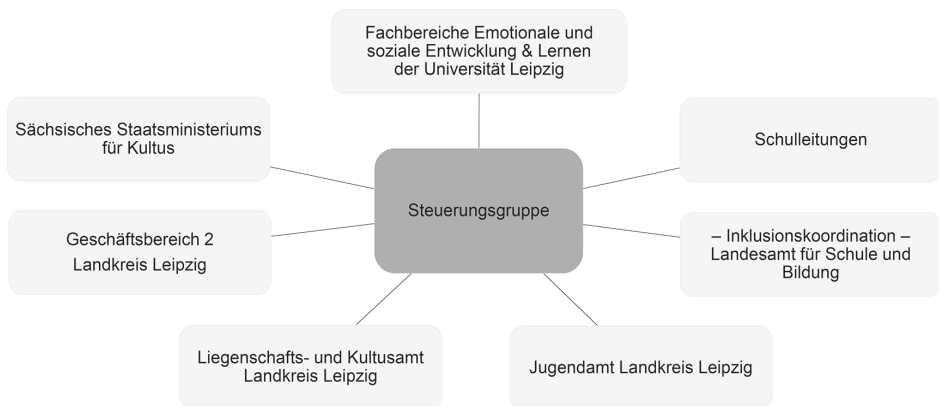 Fachbereiche Emotionale und
soziale Entwicklung & Lernen
der Universität Leipzig
Sächsisches Staatsministeriums
für Kultus
Schulleitungen
Steuerungsgruppe
Geschäftsbereich 2
Landkreis Leipzig
– Inklusionskoordination –
Landesamt für Schule und
Bildung
Liegenschafts- und Kultusamt
Landkreis Leipzig
Jugendamt Landkreis Leipzig